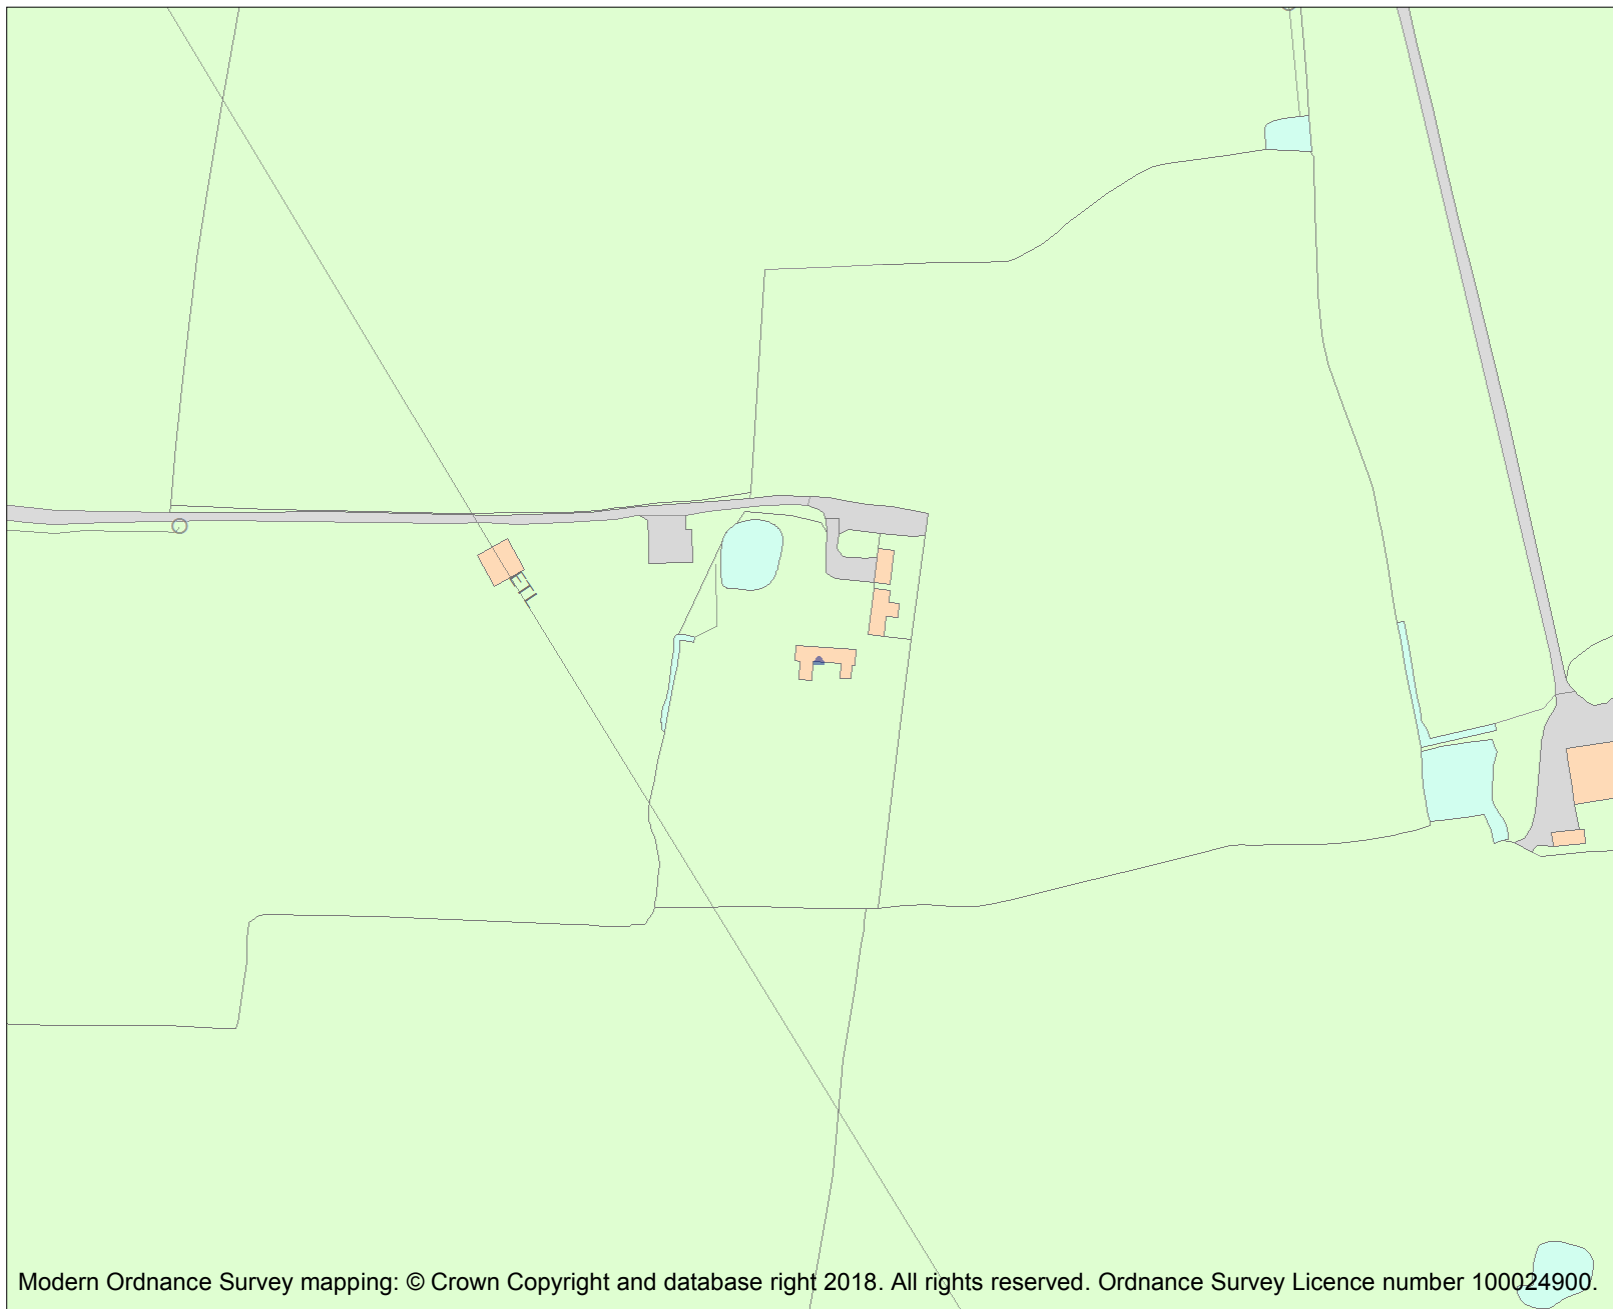 ETL
Modern Ordnance Survey mapping: © Crown Copyright and database right 2018. All rights reserved. Ordnance Survey Licence number 100024900.